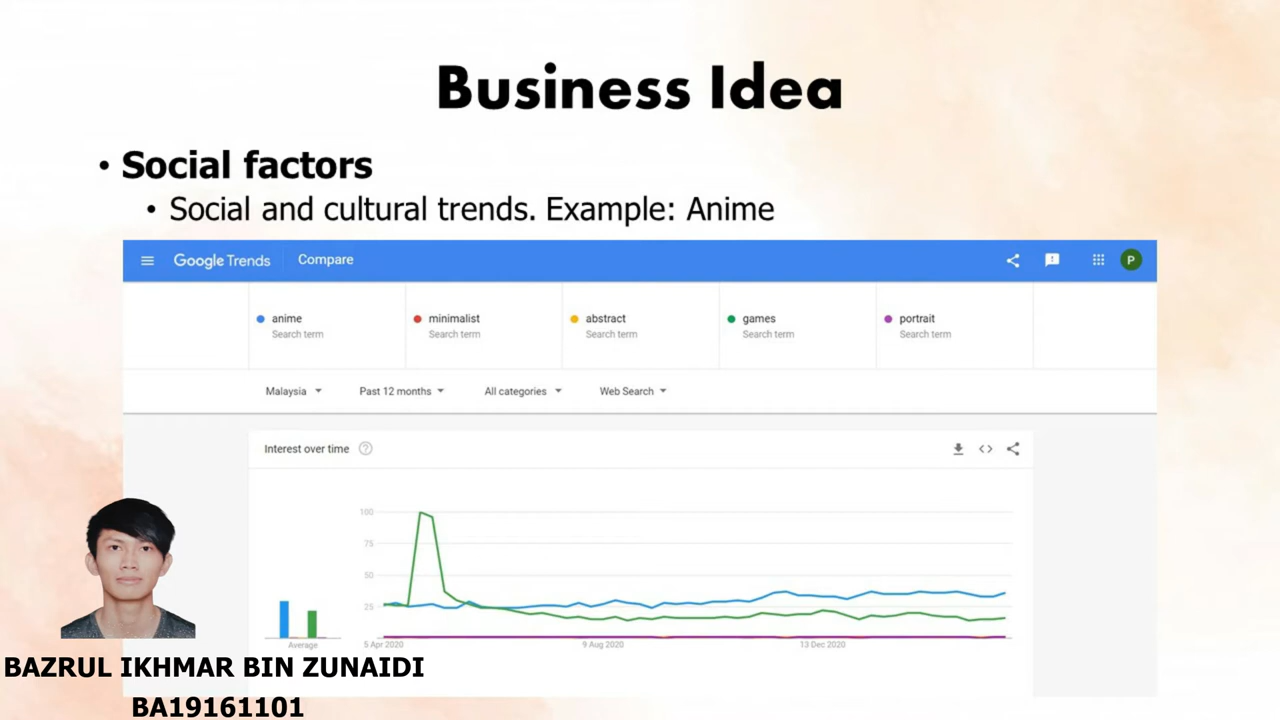 Business Idea
• Social factors
• Social and cultural trends. Example: Anime
Google Trends Compare P
anime minimalist abstract games portrait
Search term Search term Search term Search term Search term
Malaysia Past 12 months All categories Web Search
Interest over time ?
100
75
50
25
Average 5 Apr 2020 9 Aug 2020 13 Dec 2020
BAZRUL IKHMAR BIN ZUNAIDI
BA19161101